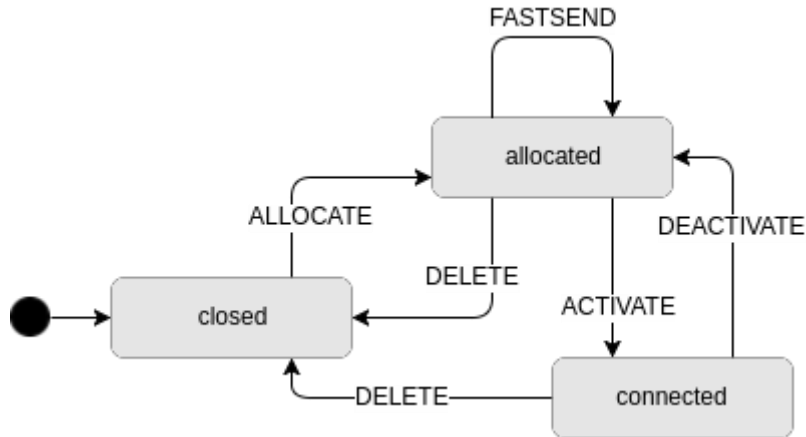 FASTSEND
allocated
ALLOCATE
DEACTIVATE
DELETE
ACTIVATE
closed
DELETE
connected